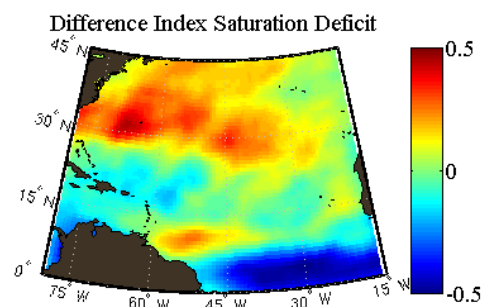 Difference Index Saturation Deficit
45° N
30° N
15° N
0°
75° W
60° W
45° W
30° W
15° W
0.5
0
-0.5